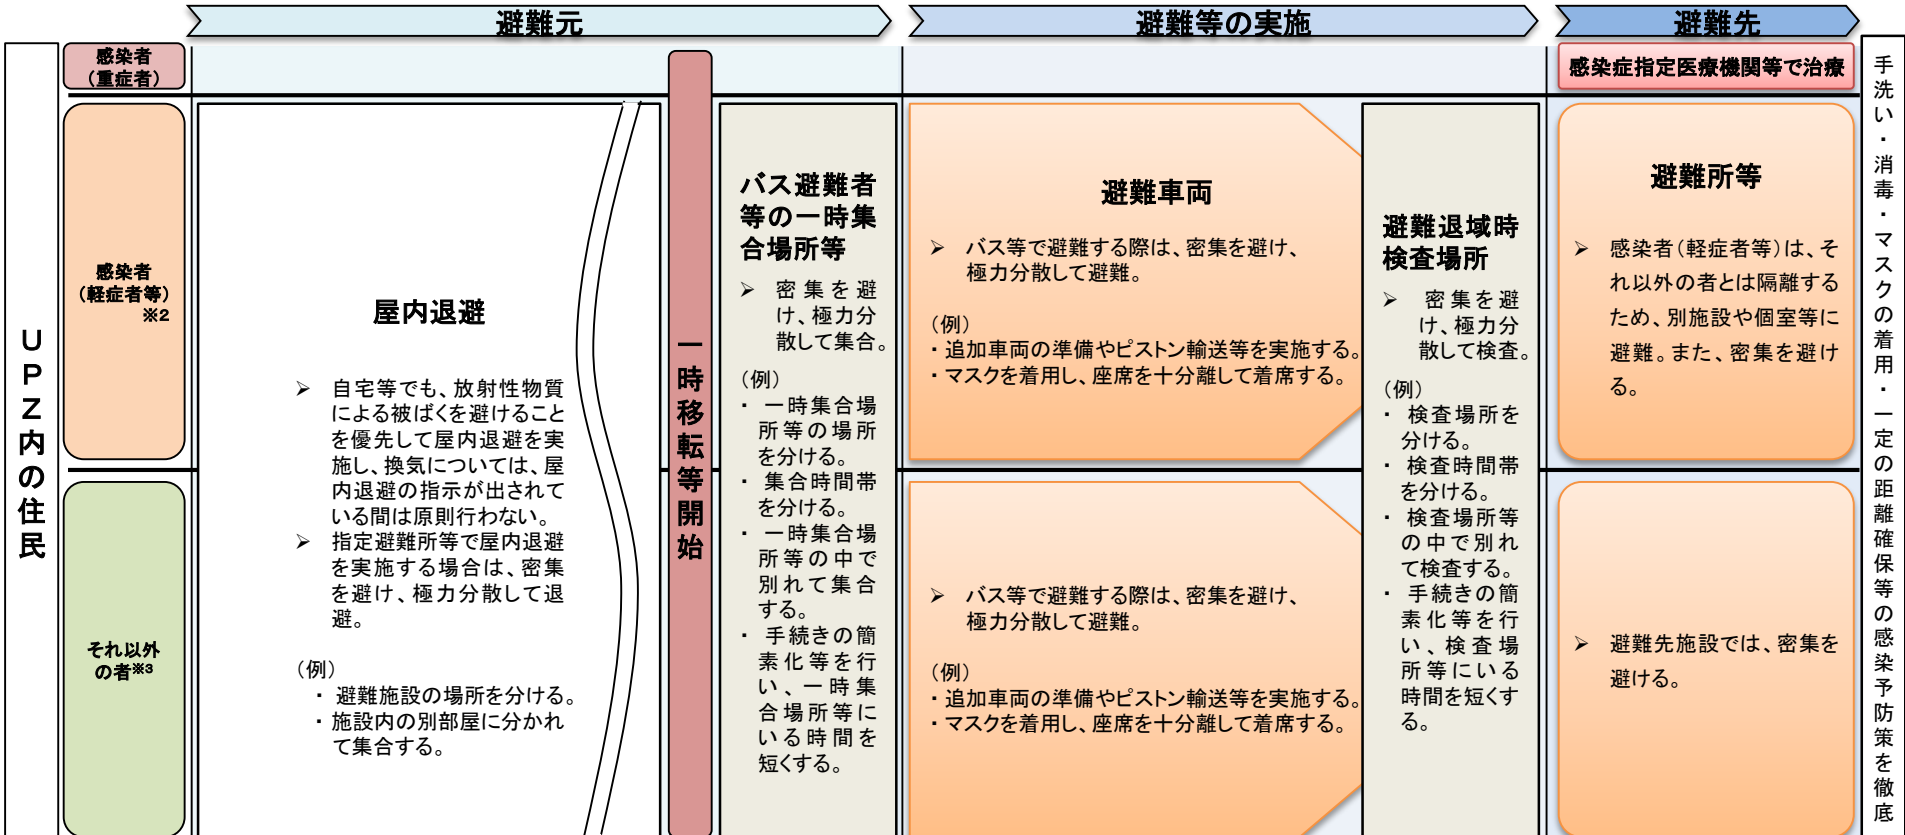 避難元
避難等の実施
避難先
UPZ内の住民
感染者
(重症者)
感染症指定医療機関等で治療
感染者
(軽症者等)
※2
それ以外
の者※3
屋内退避
➢ 自宅等でも、放射性物質
による被ばくを避けること
を優先して屋内退避を実
施し、換気については、屋
内退避の指示が出されて
いる間は原則行わない。
➢ 指定避難所等で屋内退避
を実施する場合は、密集
を避け、極力分散して退
避。
(例)
・ 避難施設の場所を分ける。
・施設内の別部屋に分かれ
て集合する。
一時移転等開始
バス避難者
等の一時集
合場所等
➢ 密集を避
け、極力分
散して集合。
(例)
・ 一時集合場
所等の場所
を分ける。
・ 集合時間帯
を分ける。
・ 一時集合場
所等の中で
別れて集合
する。
・ 手続きの簡
素化等を行
い、一時集
合場所等に
いる時間を
短くする。
避難車両
➢ バス等で避難する際は、密集を避け、
極力分散して避難。
(例)
・追加車両の準備やピストン輸送等を実施する。
・マスクを着用し、座席を十分離して着席する。
➢ バス等で避難する際は、密集を避け、
極力分散して避難。
(例)
・追加車両の準備やピストン輸送等を実施する。
・マスクを着用し、座席を十分離して着席する。
避難退域時
検査場所
➢ 密集を避
け、極力分
散して検査。
(例)
・ 検査場所を
分ける。
・ 検査時間帯
を分ける。
・ 検査場所等
の中で別れ
て検査する。
・ 手続きの簡
素化等を行
い、検査場
所等にいる
時間を短くす
る。
避難所等
➢ 感染者(軽症者等)は、そ
れ以外の者とは隔離する
ため、別施設や個室等に
避難。また、密集を避け
る。
➢ 避難先施設では、密集を
避ける。
手洗い・消毒・マスクの着用・一定の距離確保等の感染予防策を徹底